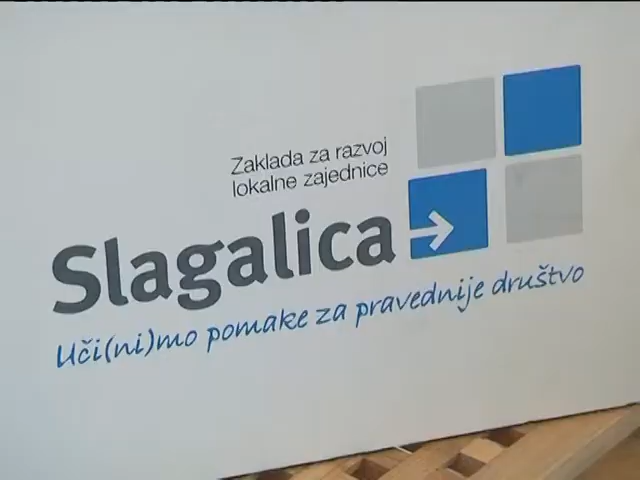 Zaklada za razvoj
lokalne zajednice
Slagalica
Uči(ni)mo pomake za pravednije društvo